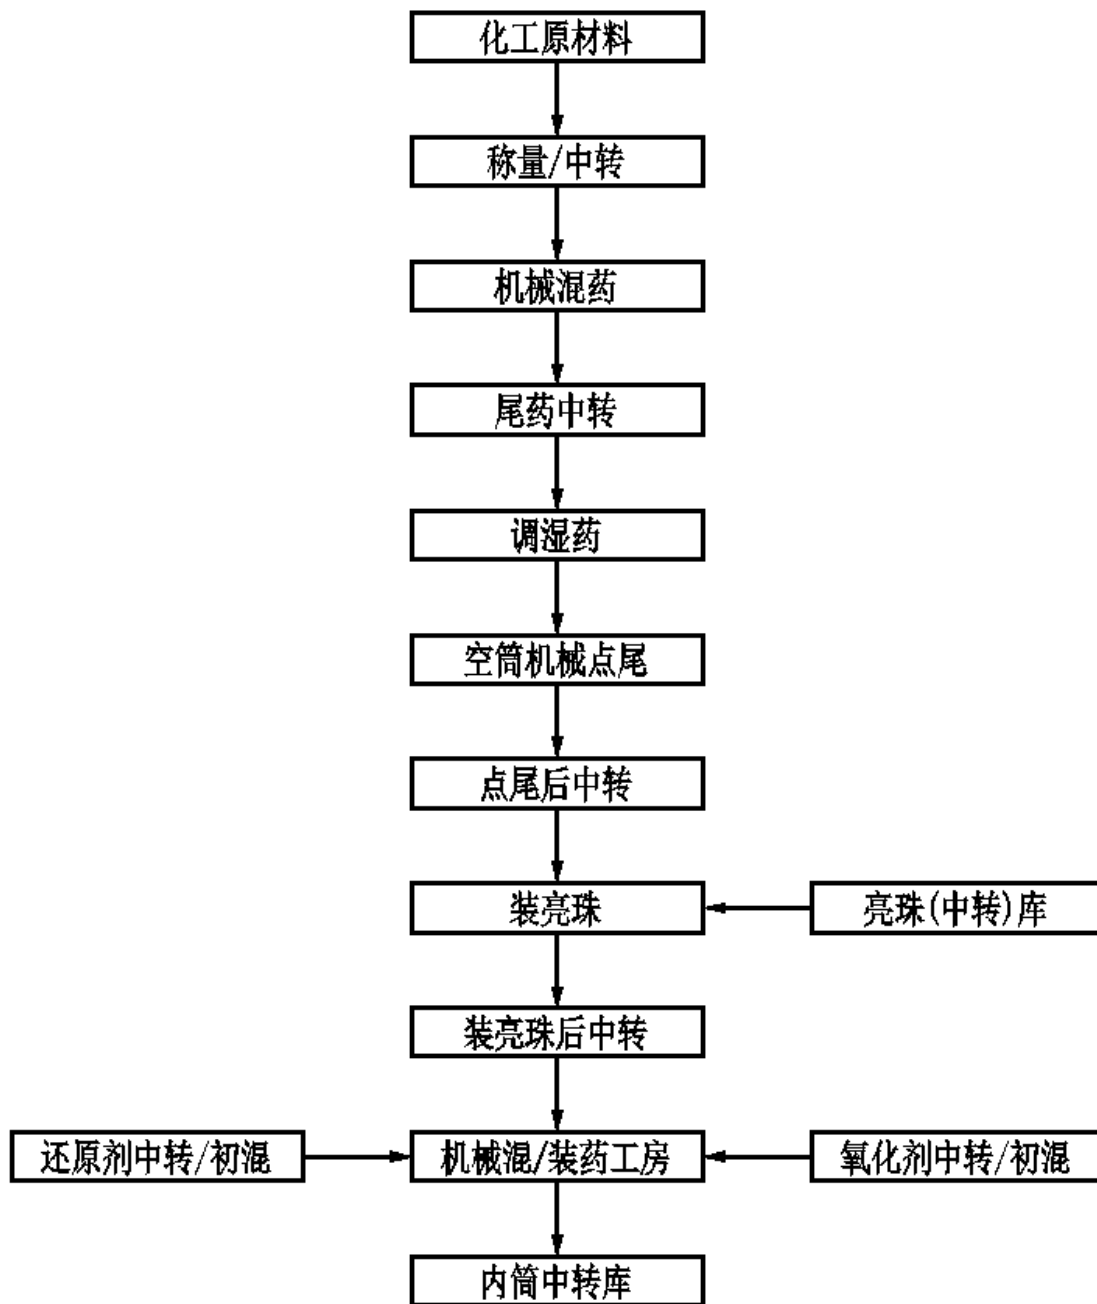 化工原材料
称量/中转
机械混药
尾药中转
调湿药
空筒机械点尾
点尾后中转
装亮珠
亮珠(中转)库
装亮珠后中转
还原剂中转/初混
机械混/装药工房
氧化剂中转/初混
内筒中转库